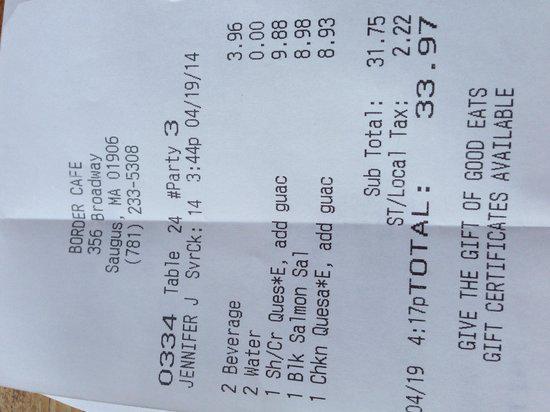 BORDER CAFE
356 Broadway
Saugus, MA 01906
(781) 233-5308
0334 Table 24 #Party 3
JENNIFER J SvrCk: 14 3:44p 04/19/14
2 Beverage 3.96
2 Water 0.00
1 Sh/Cr Ques*E, add guac 9.88
1 Blk Salmon Sal 8.98
1 Chkn Quesa*E, add guac 8.93
Sub Total: 31.75
ST/Local Tax: 2.22
04/19 4:17pTOTAL: 33.97
GIVE THE GIFT OF GOOD EATS
GIFT CERTIFICATES AVAILABLE